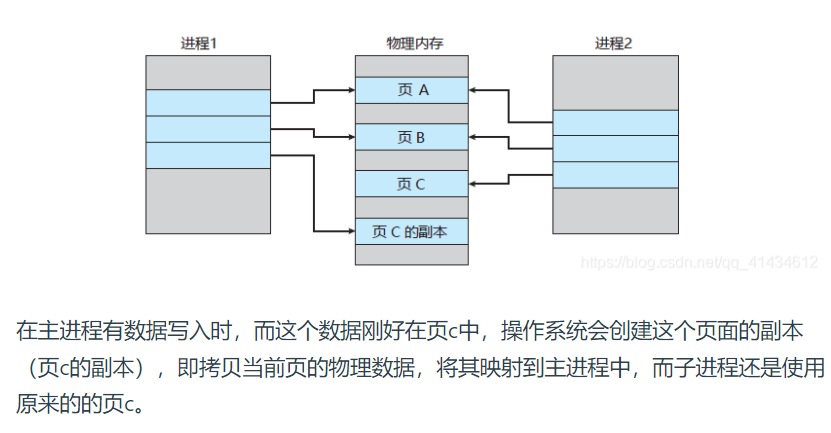 进程1 物理内存 进程2
页 A
页 B
页 C
页 C 的副本
https://blog.csdn.net/qq_41434612
在主进程有数据写入时，而这个数据刚好在页c中，操作系统会创建这个页面的副本
（页c的副本），即拷贝当前页的物理数据，将其映射到主进程中，而子进程还是使用
原来的的页c。